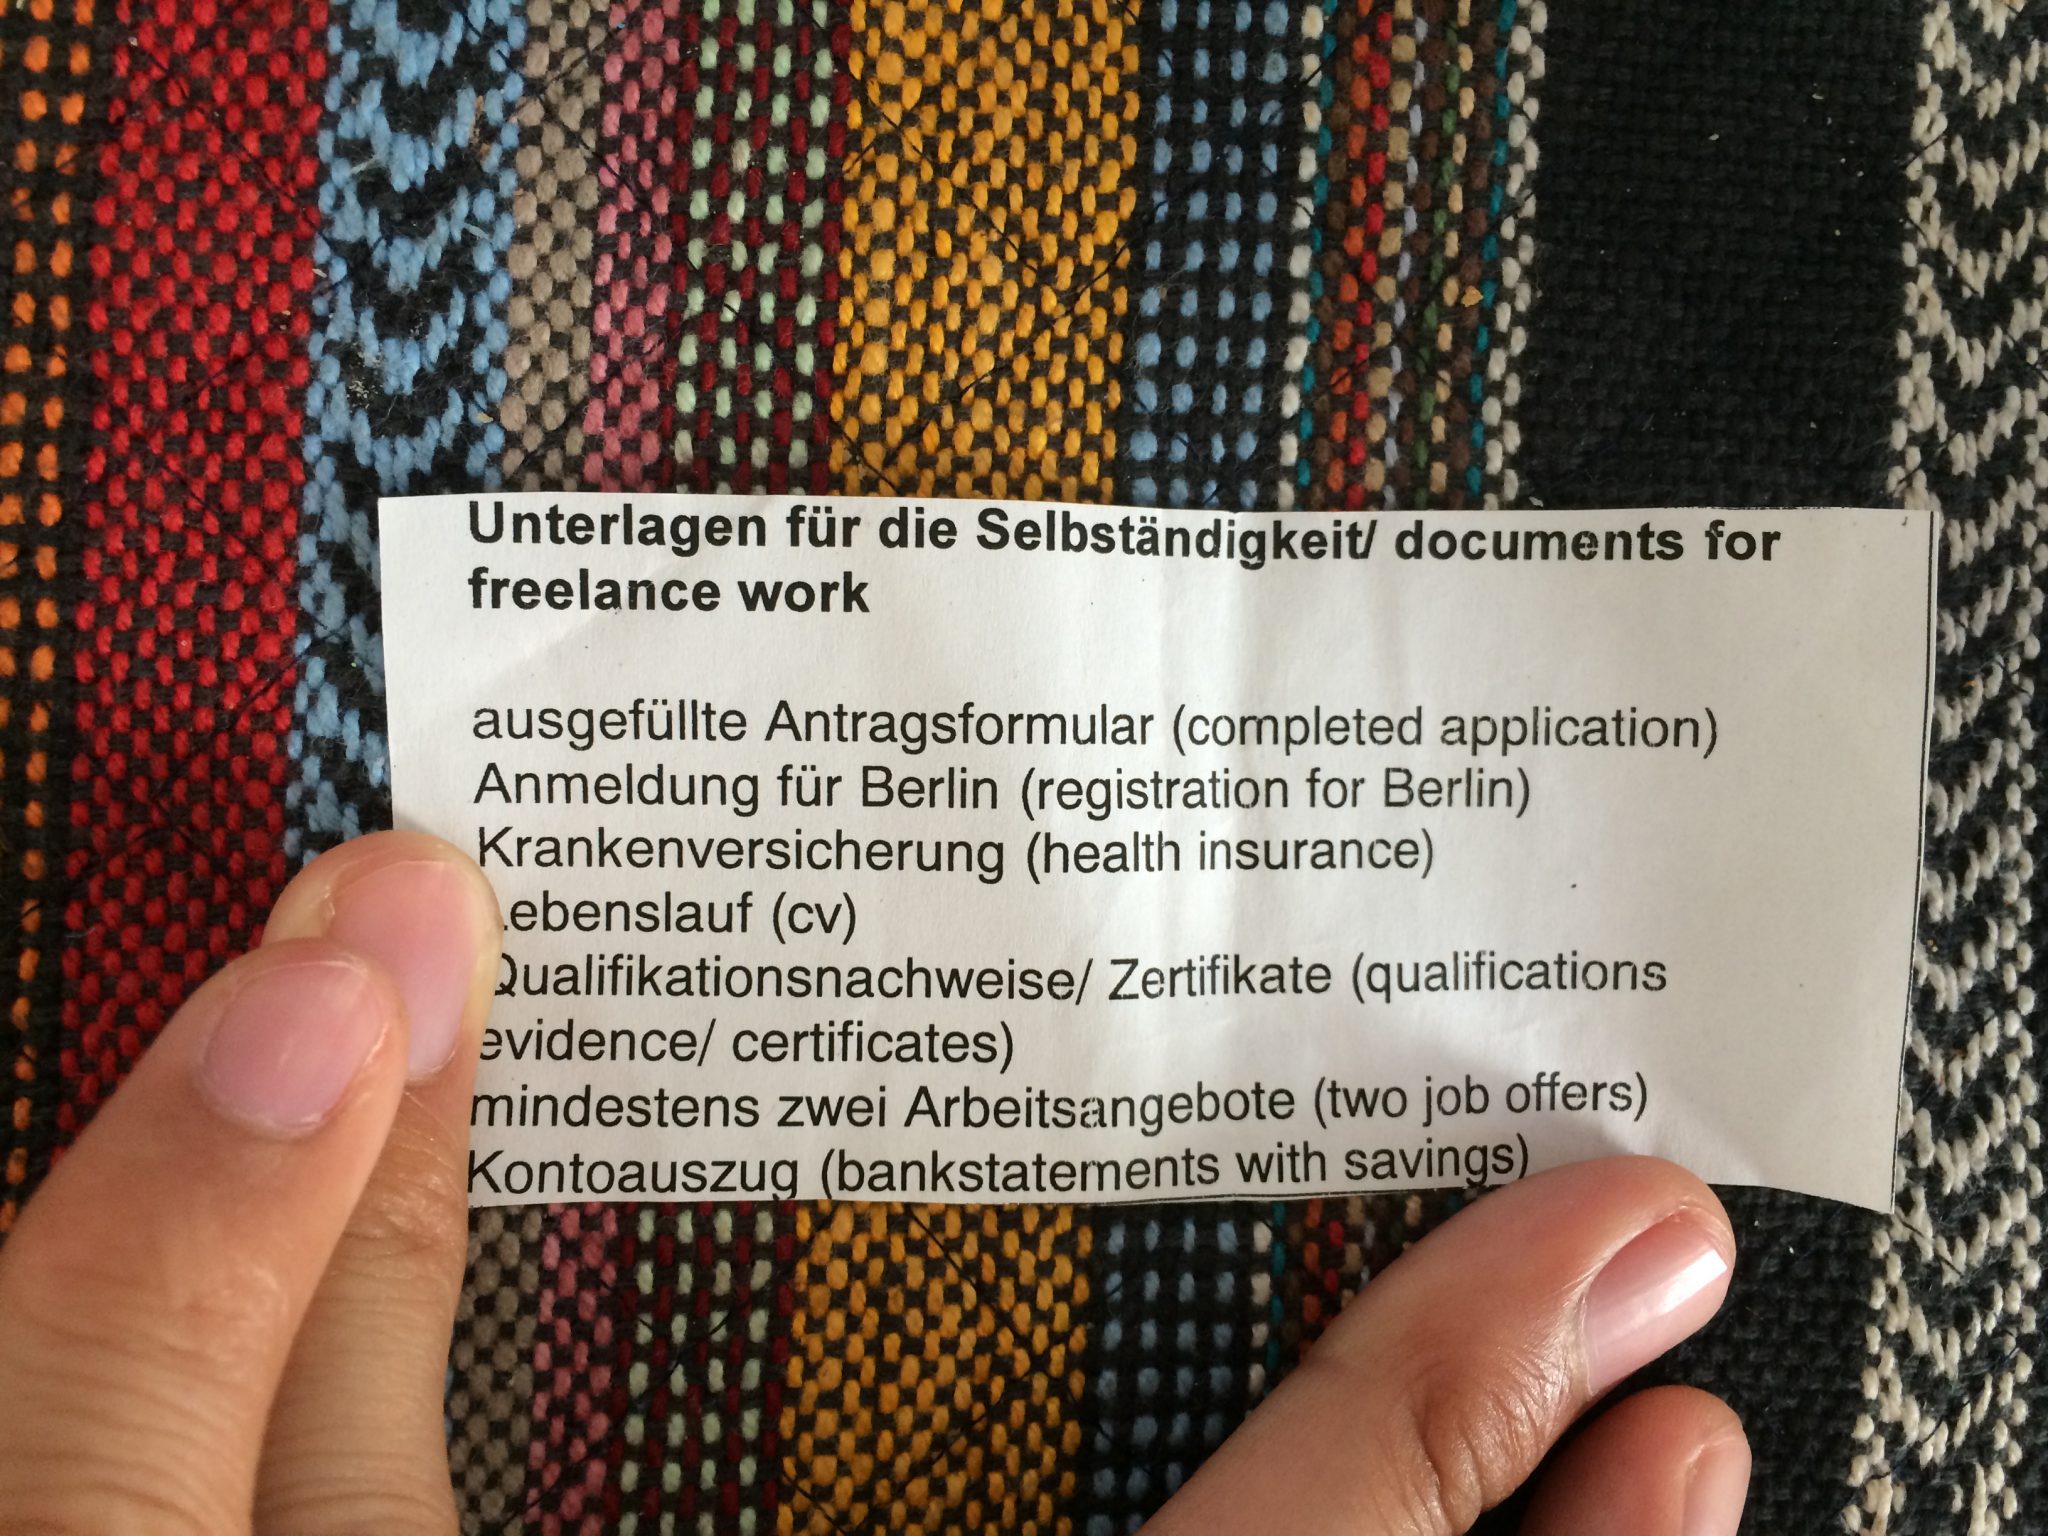 Unterlagen für die Selbständigkeit/ documents for
freelance work
ausgefüllte Antragsformular (completed application)
Anmeldung für Berlin (registration for Berlin)
Krankenversicherung (health insurance)
Lebenslauf (cv)
Qualifikationsnachweise/ Zertifikate (qualifications
evidence/ certificates)
mindestens zwei Arbeitsangebote (two job offers)
Kontoauszug (bankstatements with savings)